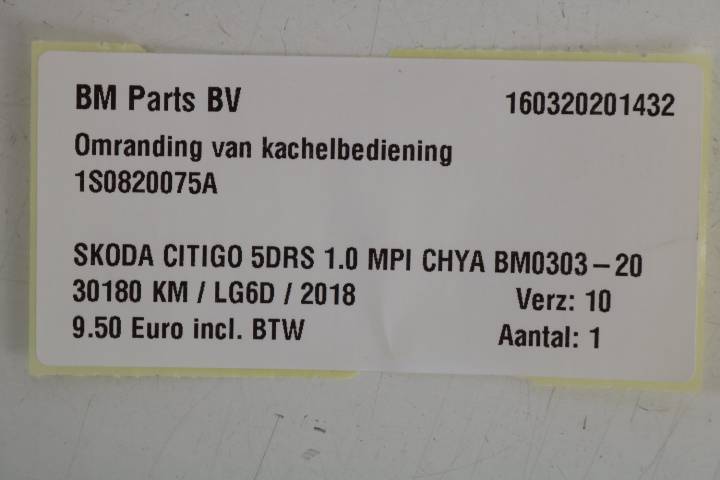 BM Parts BV 160320201432
Omranding van kachelbediening
1S0820075A
SKODA CITIGO 5DRS 1.0 MPI CHYA BM0303-20
30180 KM / LG6D / 2018 Verz: 10
9.50 Euro incl. BTW Aantal: 1